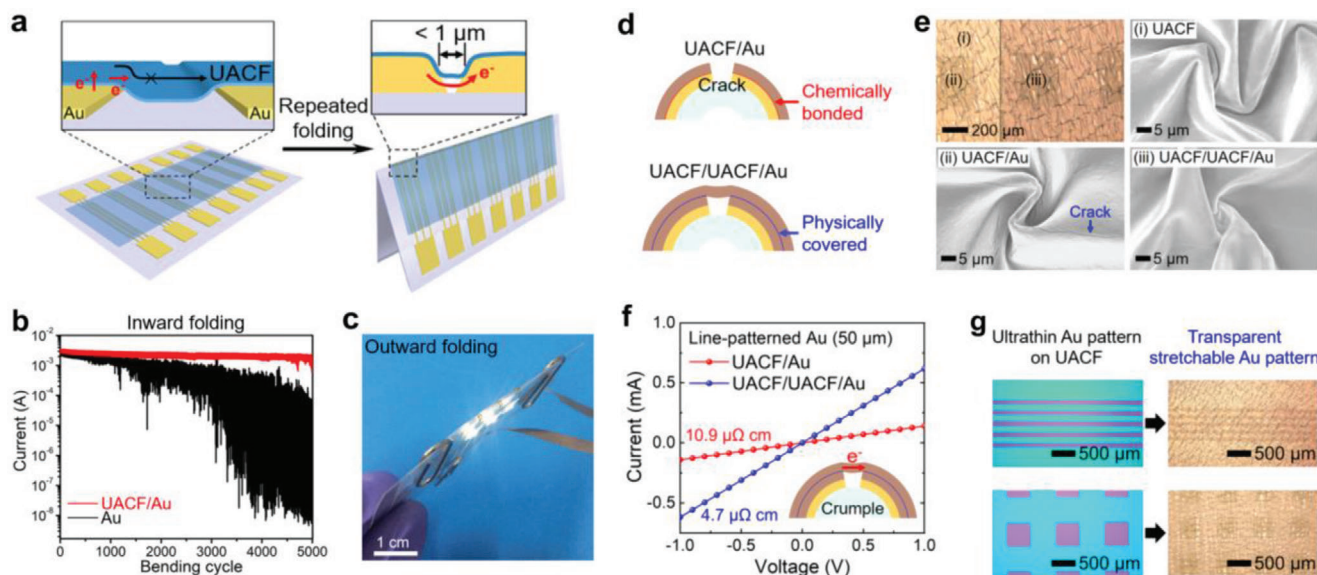 a
< 1 µm
e-
e-
UACF
Au
Au
Repeated
folding
e-
b
Inward folding
Current (A)
10-2
10-3
10-4
10-5
10-6
10-7
10-8
UACF/Au
Au
0
1000
2000
3000
4000
5000
Bending cycle
c
Outward folding
1 cm
d
UACF/Au
Crack
Chemically
bonded
UACF/UACF/Au
Physically
covered
e
(i)
(ii)
(iii)
200 µm
(i) UACF
5 µm
(ii) UACF/Au
Crack
5 µm
(iii) UACF/UACF/Au
5 µm
f
Line-patterned Au (50 µm)
UACF/Au
UACF/UACF/Au
10.9 µΩ cm
4.7 µΩ cm
e-
Crumple
Current (mA)
1.0
0.5
0.0
-0.5
-1.0
-0.5
0.0
0.5
1.0
Voltage (V)
g
Ultrathin Au pattern
on UACF
Transparent
stretchable Au pattern
500 µm
500 µm
500 µm
500 µm